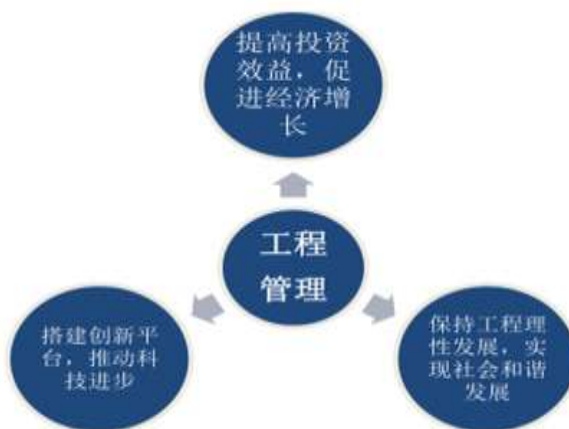 提高投资
效益，促
进经济增
长
工程
管理
搭建创新平
台，推动科
技进步
保持工程理
性发展，实
现社会和谐
发展